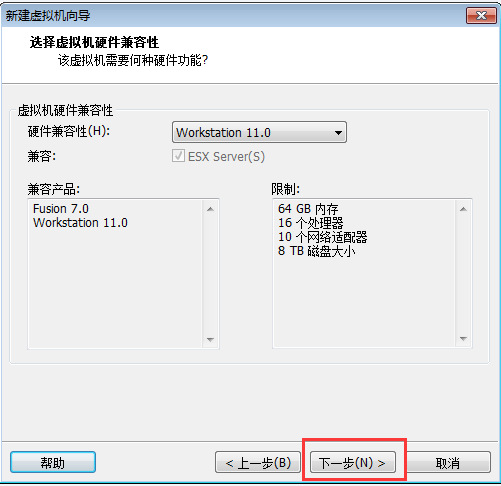 新建虚拟机向导
选择虚拟机硬件兼容性
该虚拟机需要何种硬件功能?
虚拟机硬件兼容性
硬件兼容性(H): Workstation 11.0
兼容: ESX Server(S)
兼容产品:
Fusion 7.0
Workstation 11.0
限制:
64 GB 内存
16 个处理器
10 个网络适配器
8 TB 磁盘大小
帮助 < 上一步(B) 下一步(N) > 取消